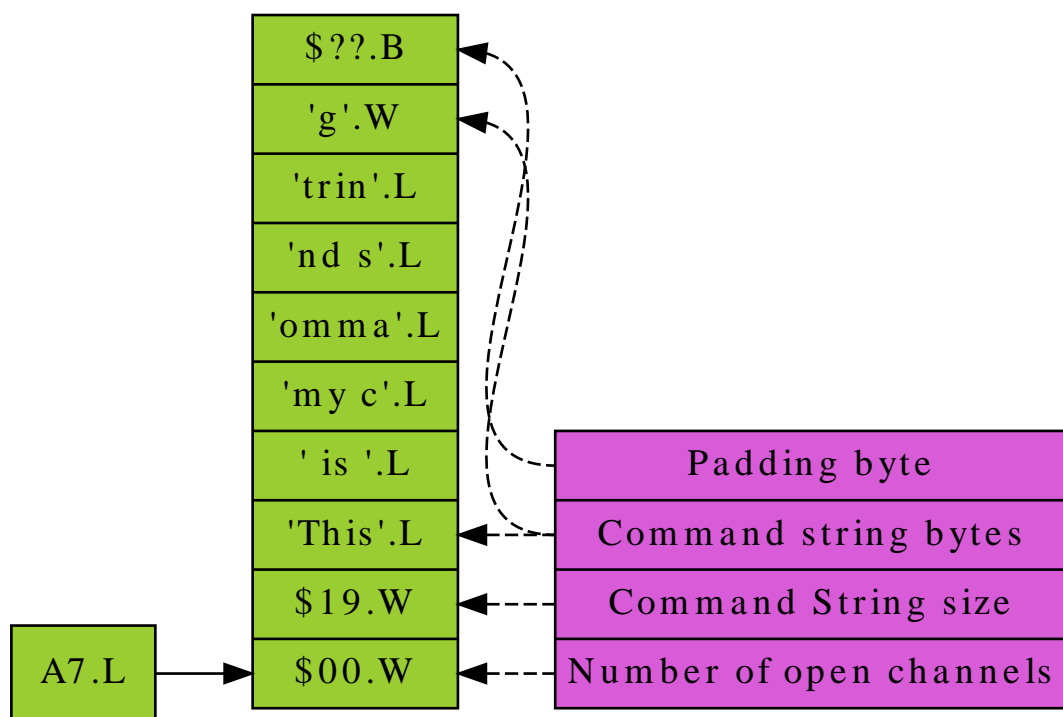 $??.B
'g'.W
'trin'.L
'nd s'.L
'omma'.L
'my c'.L
' is '.L
'This'.L
$19.W
$00.W
A7.L
Padding byte
Command string bytes
Command String size
Number of open channels